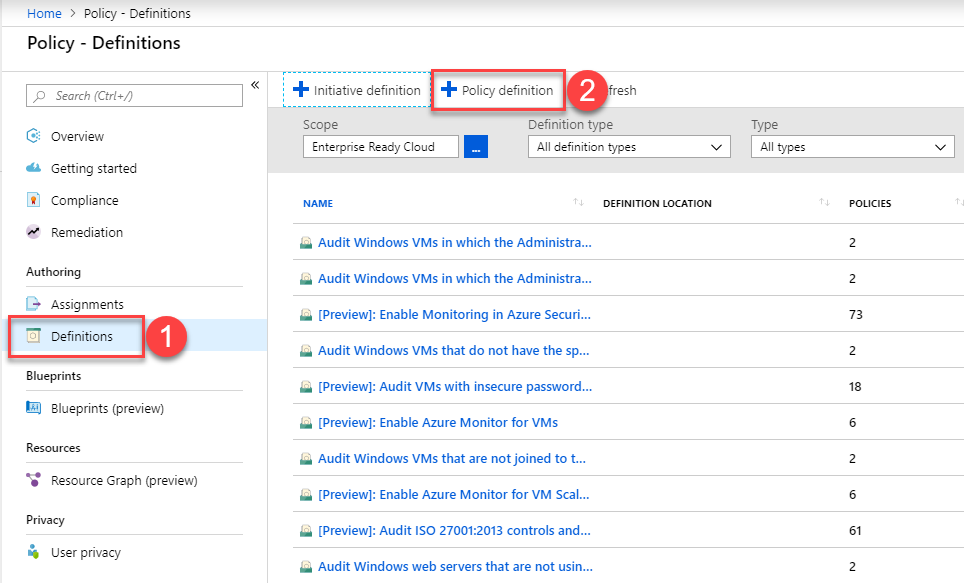 Home > Policy - Definitions
Policy - Definitions
Search (Ctrl+/)
«
Overview
Getting started
Compliance
Remediation
Authoring
Assignments
Definitions
1
Blueprints
Blueprints (preview)
Resources
Resource Graph (preview)
Privacy
User privacy
+ Initiative definition + Policy definition 2 fresh
Scope Definition type Type
Enterprise Ready Cloud ... All definition types All types
NAME DEFINITION LOCATION POLICIES
Audit Windows VMs in which the Administra... 2
Audit Windows VMs in which the Administra... 2
[Preview]: Enable Monitoring in Azure Securi... 73
Audit Windows VMs that do not have the sp... 2
[Preview]: Audit VMs with insecure password... 18
[Preview]: Enable Azure Monitor for VMs 6
Audit Windows VMs that are not joined to t... 2
[Preview]: Enable Azure Monitor for VM Scal... 6
[Preview]: Audit ISO 27001:2013 controls and... 61
Audit Windows web servers that are not usin... 2